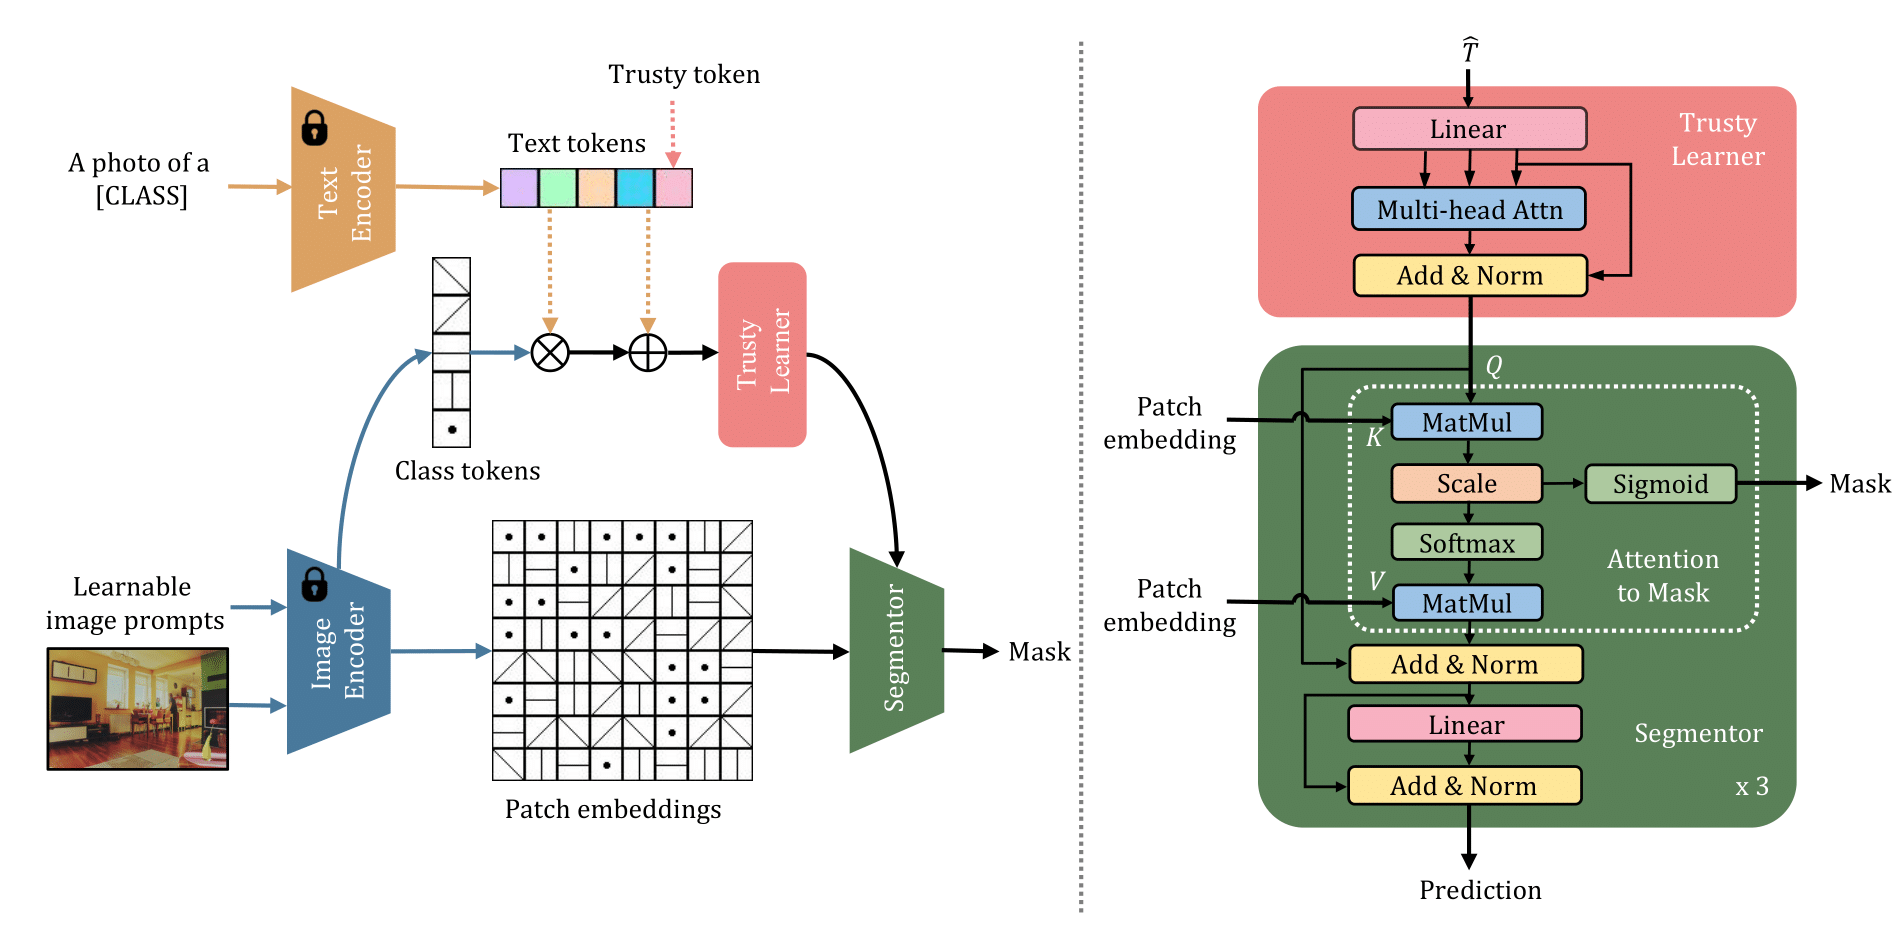 Trusty token
Text tokens
A photo of a
[CLASS]
Text
Encoder
Class tokens
Trusty
Learner
Learnable
image prompts
Image
Encoder
Patch embeddings
Segmentor
Mask
T̂
Linear
Trusty
Learner
Multi-head Attn
Add & Norm
Q
Patch
embedding
K
MatMul
Scale
Sigmoid
Mask
Softmax
Attention
to Mask
Patch
embedding
V
MatMul
Add & Norm
Linear
Segmentor
Add & Norm
x 3
Prediction